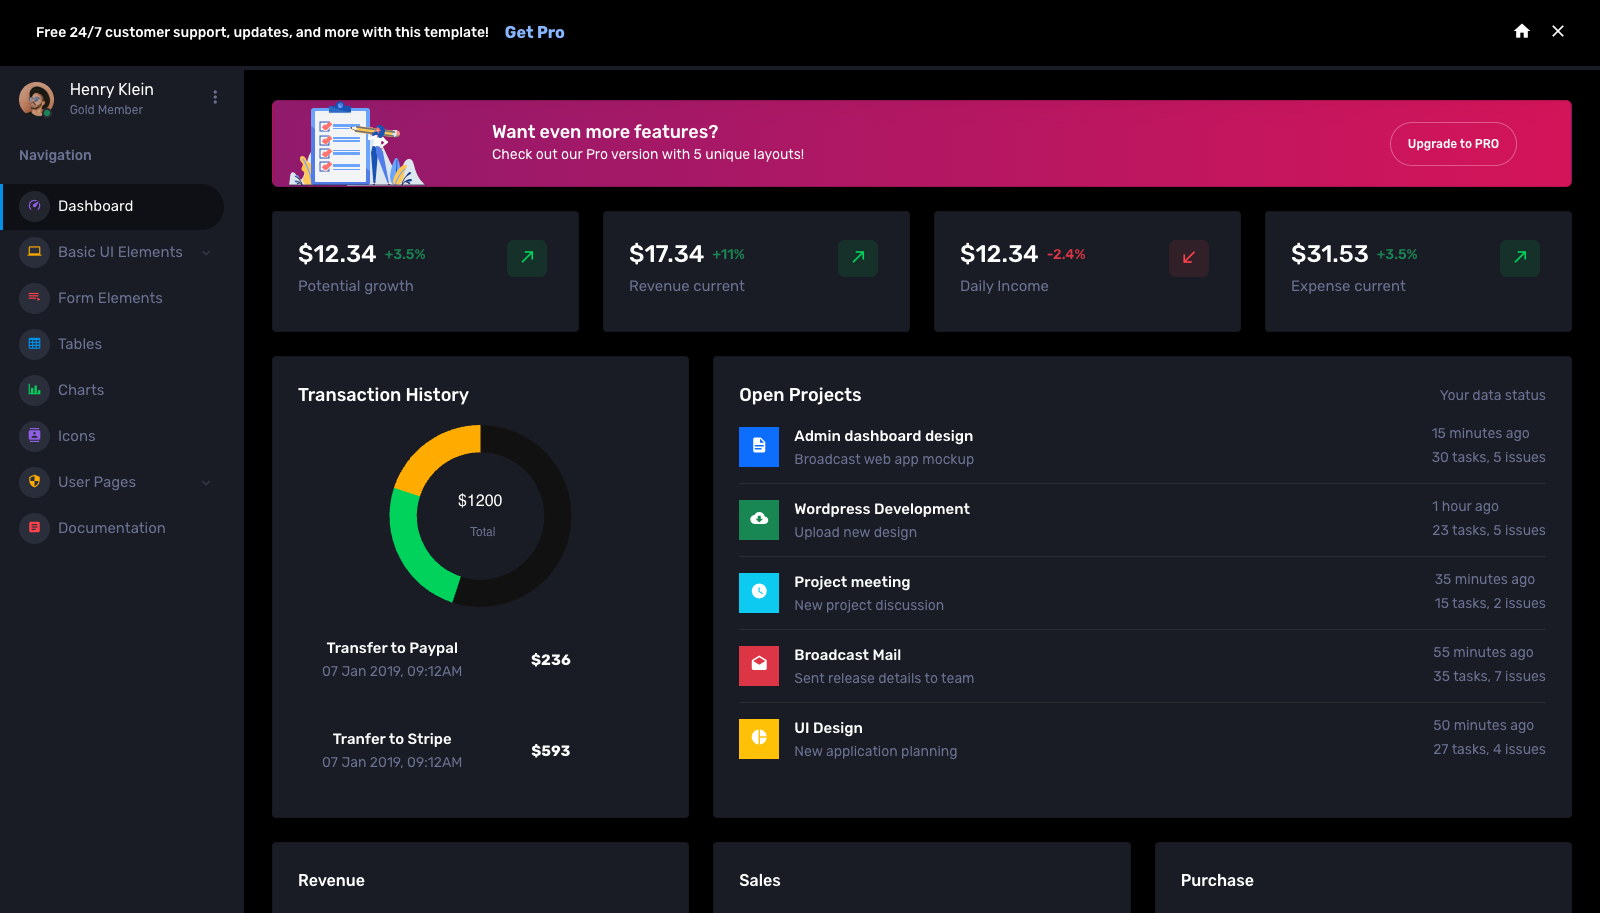 Free 24/7 customer support, updates, and more with this template! Get Pro
Henry Klein
Gold Member
Navigation
Dashboard
Basic UI Elements
Form Elements
Tables
Charts
Icons
User Pages
Documentation
Want even more features?
Check out our Pro version with 5 unique layouts!
Upgrade to PRO
$12.34 +3.5%
Potential growth
$17.34 +11%
Revenue current
$12.34 -2.4%
Daily Income
$31.53 +3.5%
Expense current
Transaction History
$1200
Total
Transfer to Paypal
07 Jan 2019, 09:12AM
$236
Tranfer to Stripe
07 Jan 2019, 09:12AM
$593
Open Projects
Your data status
Admin dashboard design
Broadcast web app mockup
15 minutes ago
30 tasks, 5 issues
Wordpress Development
Upload new design
1 hour ago
23 tasks, 5 issues
Project meeting
New project discussion
35 minutes ago
15 tasks, 2 issues
Broadcast Mail
Sent release details to team
55 minutes ago
35 tasks, 7 issues
UI Design
New application planning
50 minutes ago
27 tasks, 4 issues
Revenue
Sales
Purchase